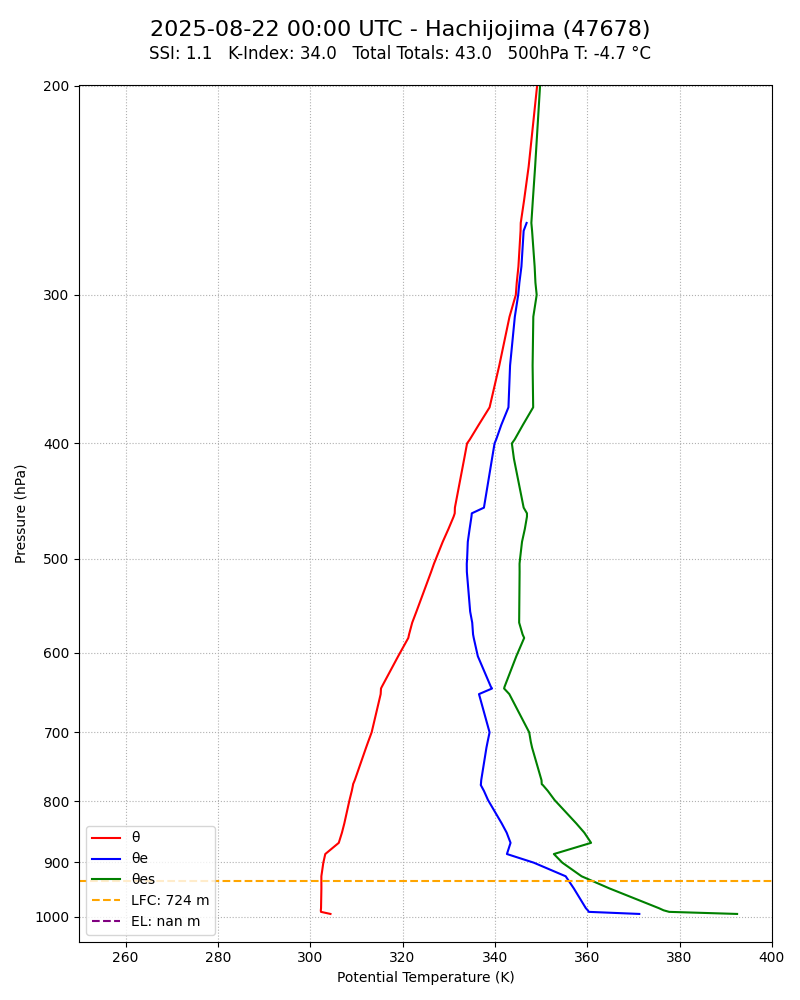 2025-08-22 00:00 UTC - Hachijojima (47678)
SSI: 1.1   K-Index: 34.0   Total Totals: 43.0   500hPa T: -4.7 °C
200
300
400
500
600
700
800
900
1000
Pressure (hPa)
θ
θe
θes
LFC: 724 m
EL: nan m
260 280 300 320 340 360 380 400
Potential Temperature (K)